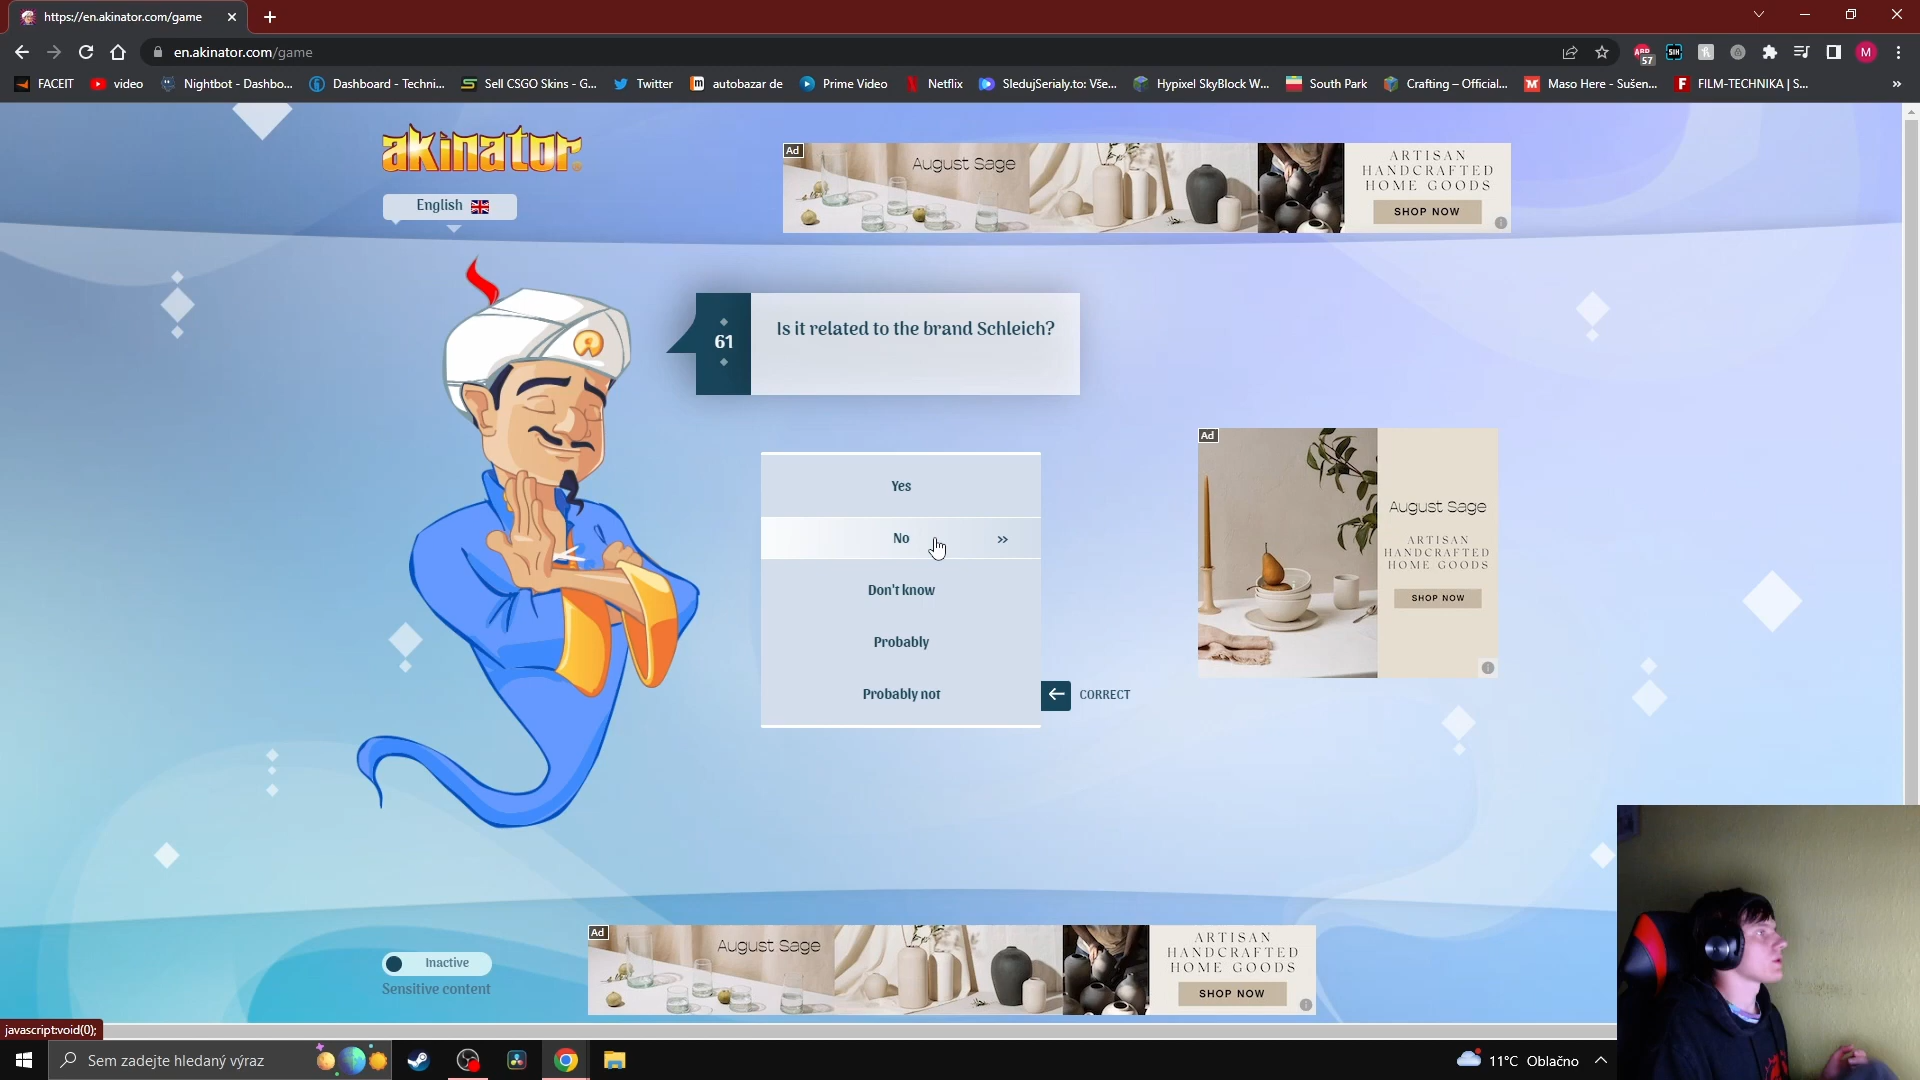 https://en.akinator.com/game
en.akinator.com/game
57
M
FACEIT
video
Nightbot - Dashbo...
Dashboard - Techni...
Sell CSGO Skins - G...
Twitter
autobazar de
Prime Video
Netflix
SledujSerialy.to: Vše...
Hypixel SkyBlock W...
South Park
Crafting – Official...
Maso Here - Sušen...
FILM-TECHNIKA | S...
akinator
English
Ad
August Sage
ARTISAN
HANDCRAFTED
HOME GOODS
SHOP NOW
61
Is it related to the brand Schleich?
Yes
No
Don't know
Probably
Probably not
CORRECT
Ad
August Sage
ARTISAN
HANDCRAFTED
HOME GOODS
SHOP NOW
Inactive
Sensitive content
Ad
August Sage
ARTISAN
HANDCRAFTED
HOME GOODS
SHOP NOW
javascript:void(0);
Sem zadejte hledaný výraz
11°C Oblačno